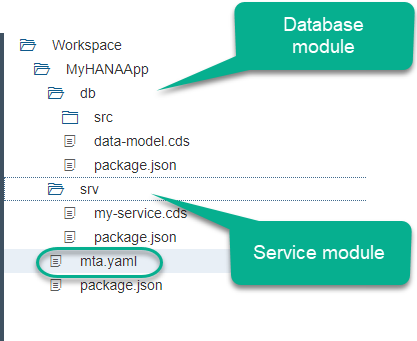 Database
module
Workspace
MyHANAApp
db
src
data-model.cds
package.json
srv
my-service.cds
package.json
Service module
mta.yaml
package.json